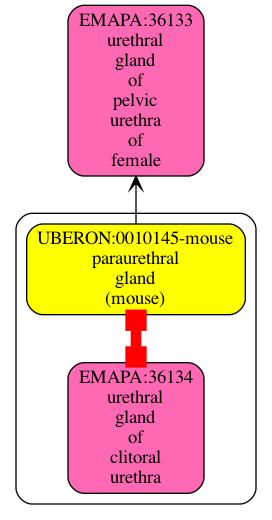 EMAPA:36133
urethral
gland
of
pelvic
urethra
of
female
UBERON:0010145-mouse
paraurethral
gland
(mouse)
EMAPA:36134
urethral
gland
of
clitoral
urethra